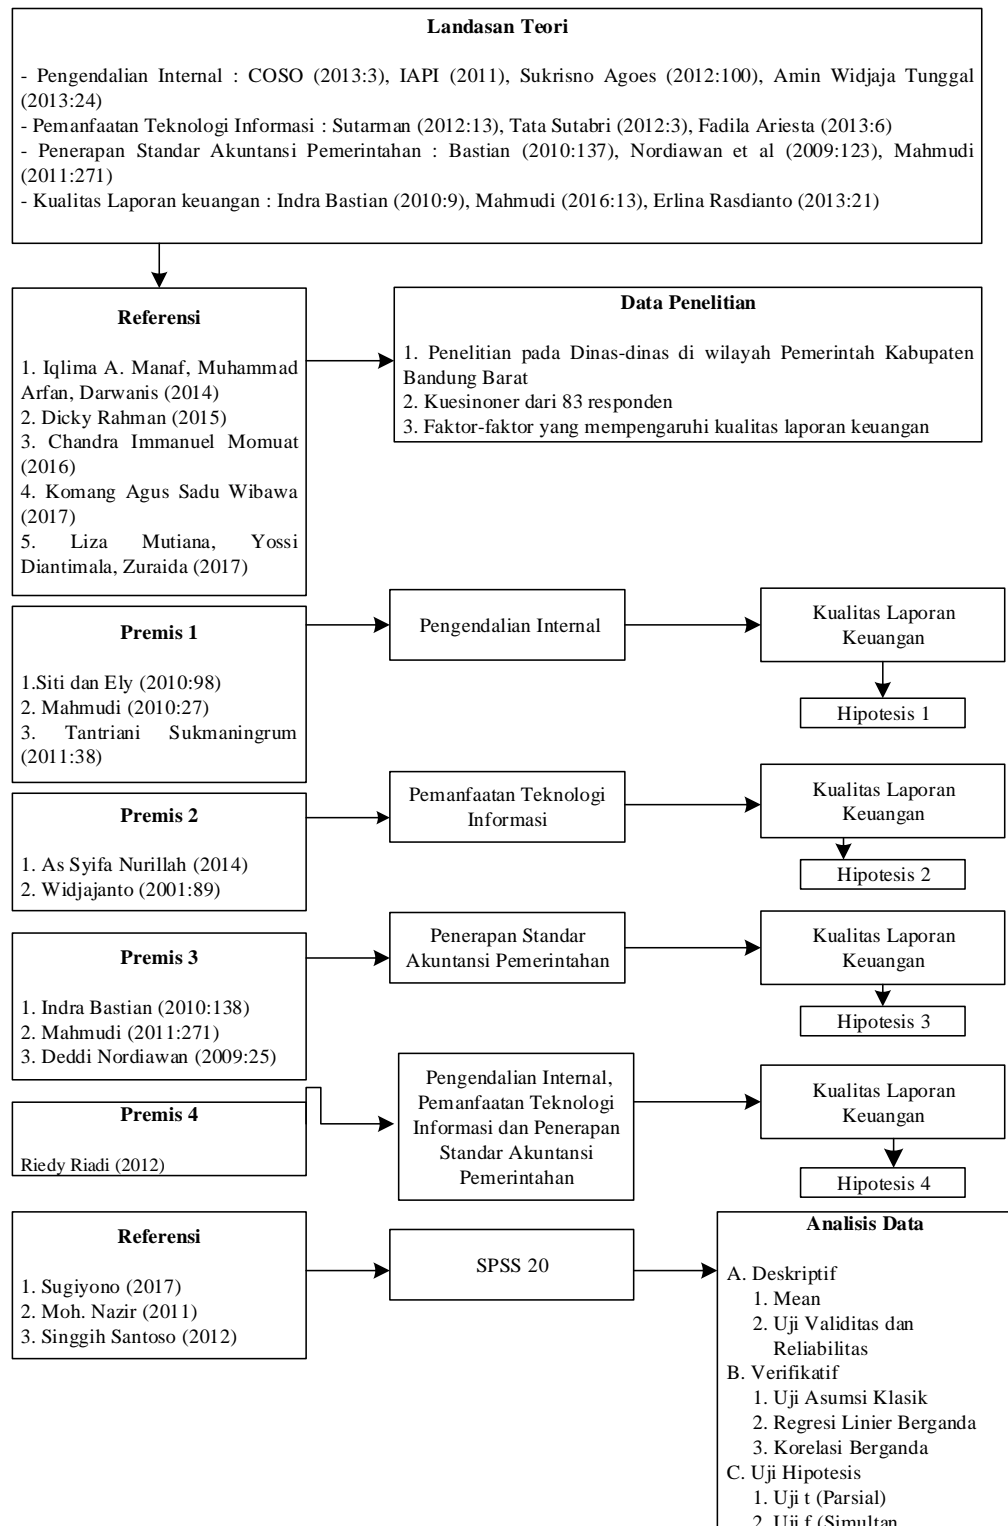 Landasan Teori
- Pengendalian Internal : COSO (2013:3), IAPI (2011), Sukrisno Agoes (2012:100), Amin Widjaja Tunggal
(2013:24)
- Pemanfaatan Teknologi Informasi : Sutarman (2012:13), Tata Sutabri (2012:3), Fadila Ariesta (2013:6)
- Penerapan Standar Akuntansi Pemerintahan : Bastian (2010:137), Nordiawan et al (2009:123), Mahmudi
(2011:271)
- Kualitas Laporan keuangan : Indra Bastian (2010:9), Mahmudi (2016:13), Erlina Rasdianto (2013:21)
Referensi
1. Iqlima A. Manaf, Muhammad
Arfan, Darwanis (2014)
2. Dicky Rahman (2015)
3. Chandra Immanuel Momuat
(2016)
4. Komang Agus Sadu Wibawa
(2017)
5. Liza Mutiana, Yossi
Diantimala, Zuraida (2017)
Data Penelitian
1. Penelitian pada Dinas-dinas di wilayah Pemerintah Kabupaten
Bandung Barat
2. Kuesinoner dari 83 responden
3. Faktor-faktor yang mempengaruhi kualitas laporan keuangan
Premis 1
1.Siti dan Ely (2010:98)
2. Mahmudi (2010:27)
3. Tantriani Sukmaningrum
(2011:38)
Pengendalian Internal
Kualitas Laporan
Keuangan
Hipotesis 1
Premis 2
1. As Syifa Nurillah (2014)
2. Widjajanto (2001:89)
Pemanfaatan Teknologi
Informasi
Kualitas Laporan
Keuangan
Hipotesis 2
Premis 3
1. Indra Bastian (2010:138)
2. Mahmudi (2011:271)
3. Deddi Nordiawan (2009:25)
Penerapan Standar
Akuntansi Pemerintahan
Kualitas Laporan
Keuangan
Hipotesis 3
Premis 4
Riedy Riadi (2012)
Pengendalian Internal,
Pemanfaatan Teknologi
Informasi dan Penerapan
Standar Akuntansi
Pemerintahan
Kualitas Laporan
Keuangan
Hipotesis 4
Referensi
1. Sugiyono (2017)
2. Moh. Nazir (2011)
3. Singgih Santoso (2012)
SPSS 20
Analisis Data
A. Deskriptif
1. Mean
2. Uji Validitas dan
Reliabilitas
B. Verifikatif
1. Uji Asumsi Klasik
2. Regresi Linier Berganda
3. Korelasi Berganda
C. Uji Hipotesis
1. Uji t (Parsial)
2. Uji f (Simultan